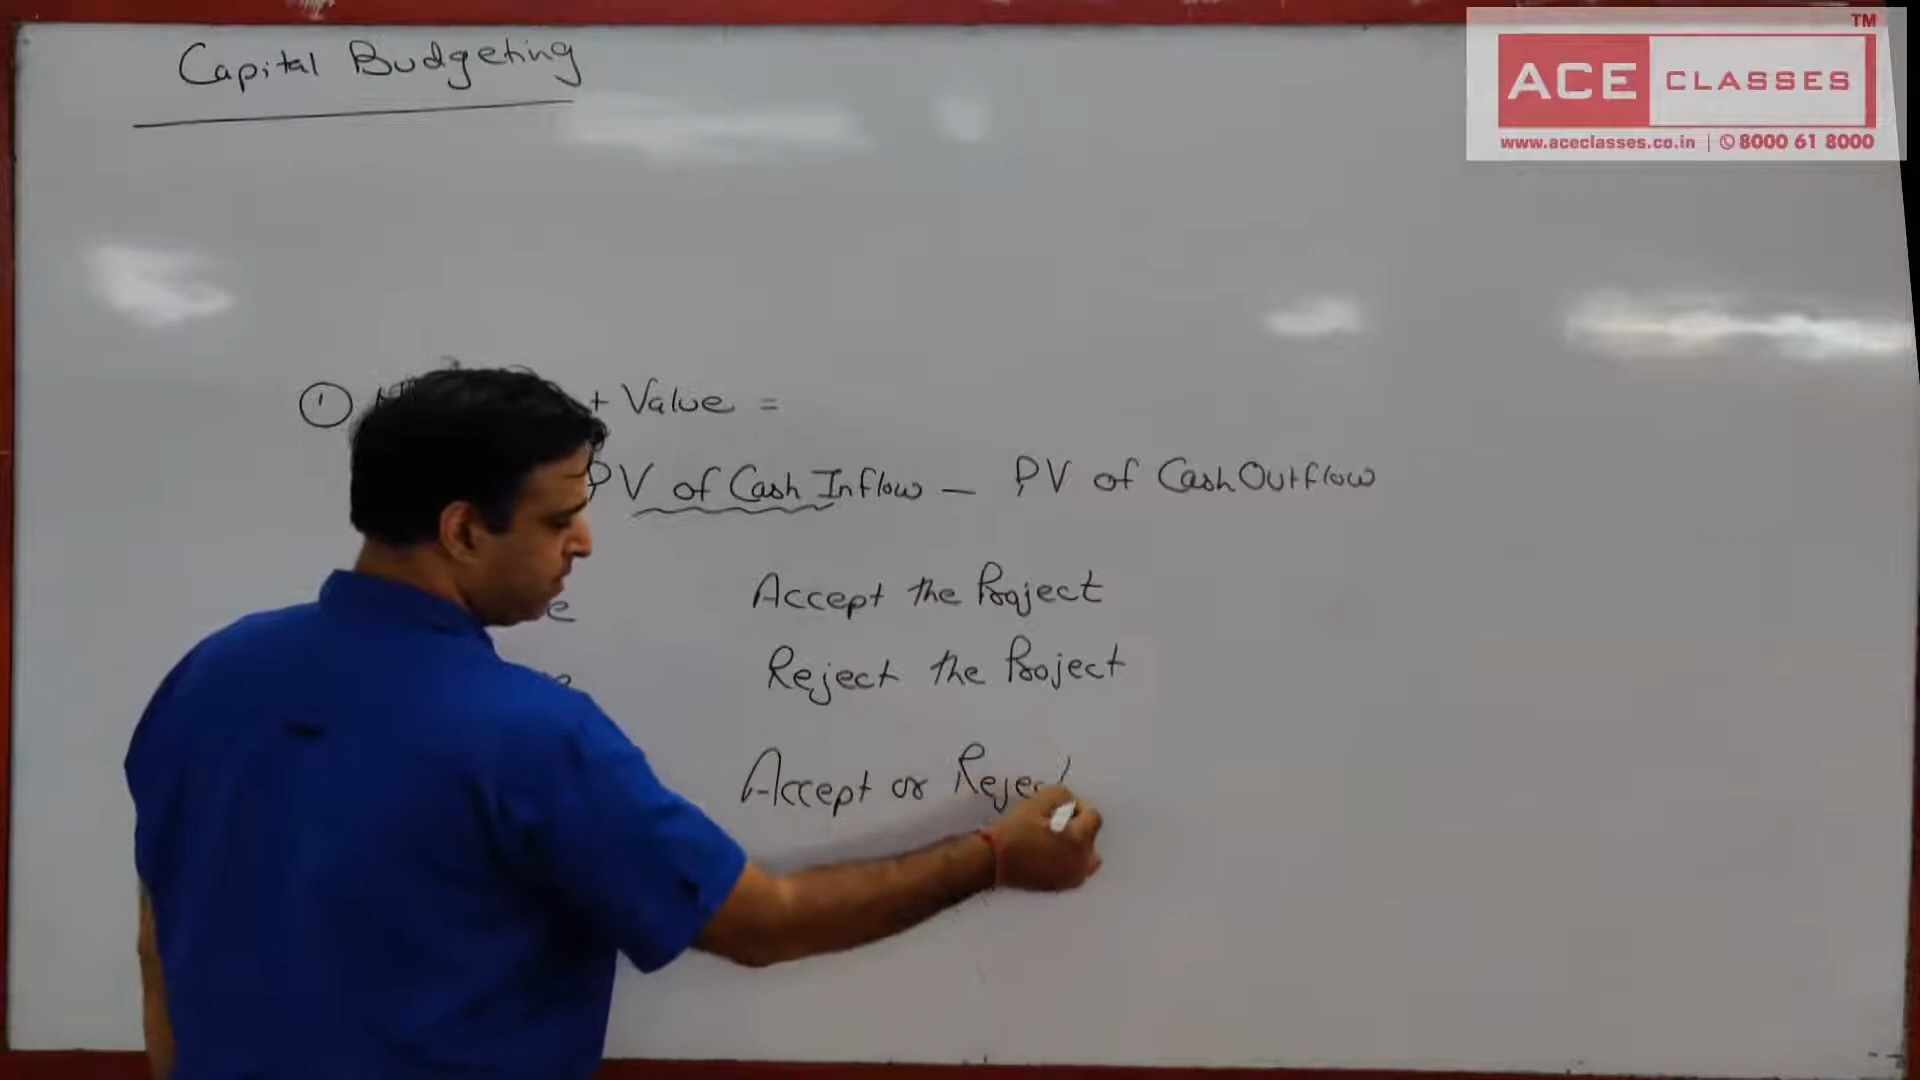 Capital Budgeting
TM
ACE CLASSES
www.aceclasses.co.in | 8000 61 8000
1 + Value =
PV of Cash Inflow — PV of Cash Outflow
Accept the Project
Reject the Project
Accept or Reject